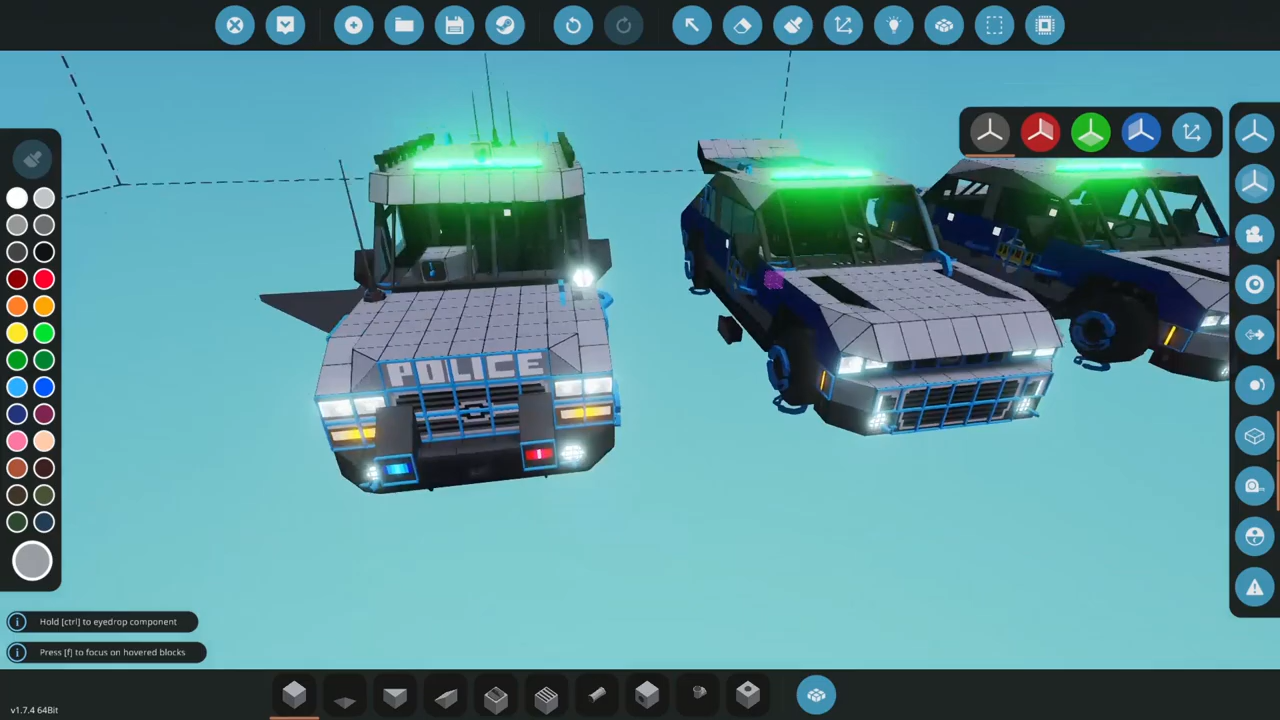 POLICE
Hold [ctrl] to eyedrop component
Press [f] to focus on hovered blocks
v1.7.4 64Bit